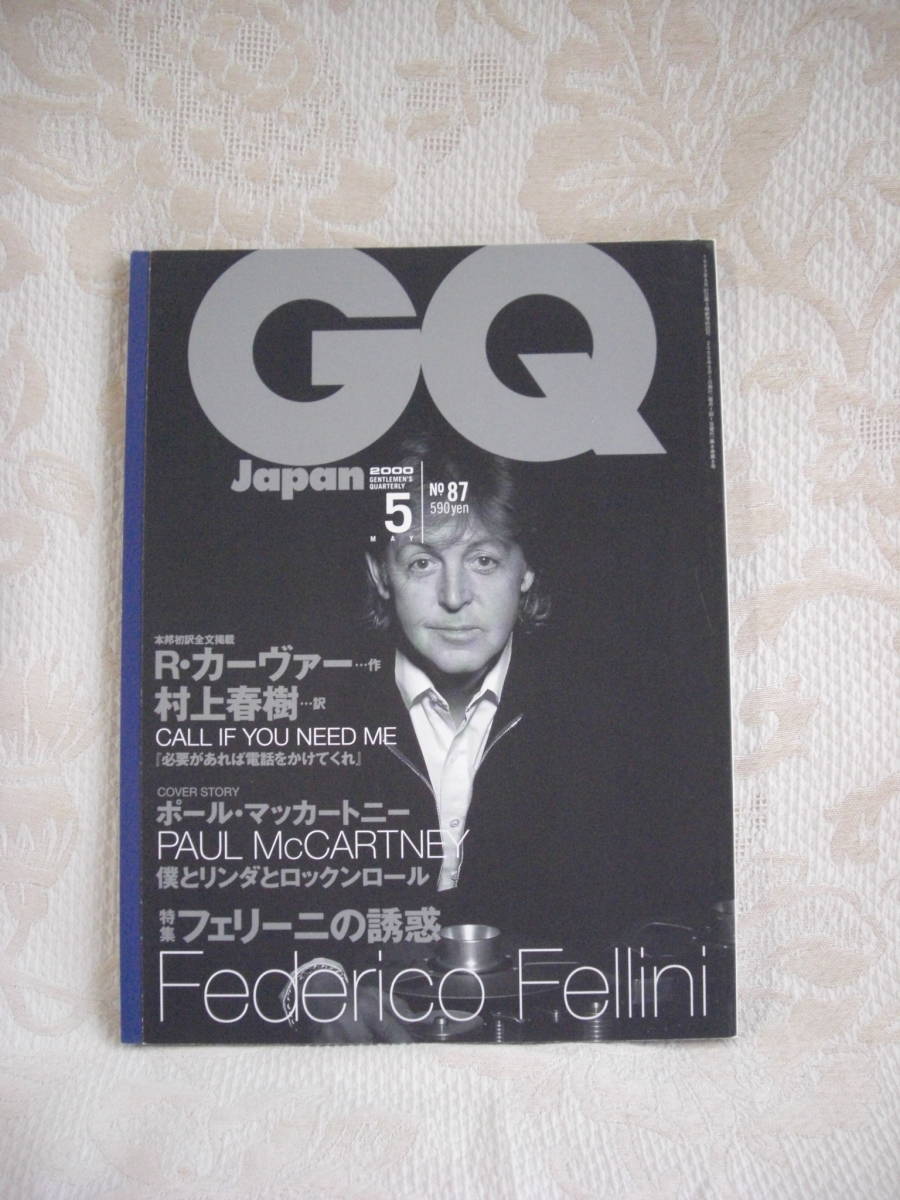 GQ
Japan
2000
GENTLEMEN'S
QUARTERLY
5
MAY
No 87
590yen
本邦初訳全文掲載
R・カーヴァー…作
村上春樹…訳
CALL IF YOU NEED ME
『必要があれば電話をかけてくれ』
COVER STORY
ポール・マッカートニー
PAUL McCARTNEY
僕とリンダとロックンロール
特集 フェリーニの誘惑
Federico Fellini